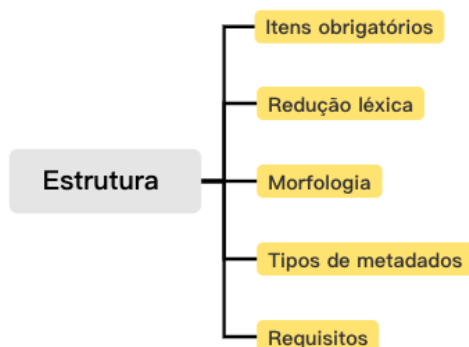 Itens obrigatórios
Redução léxica
Estrutura
Morfologia
Tipos de metadados
Requisitos